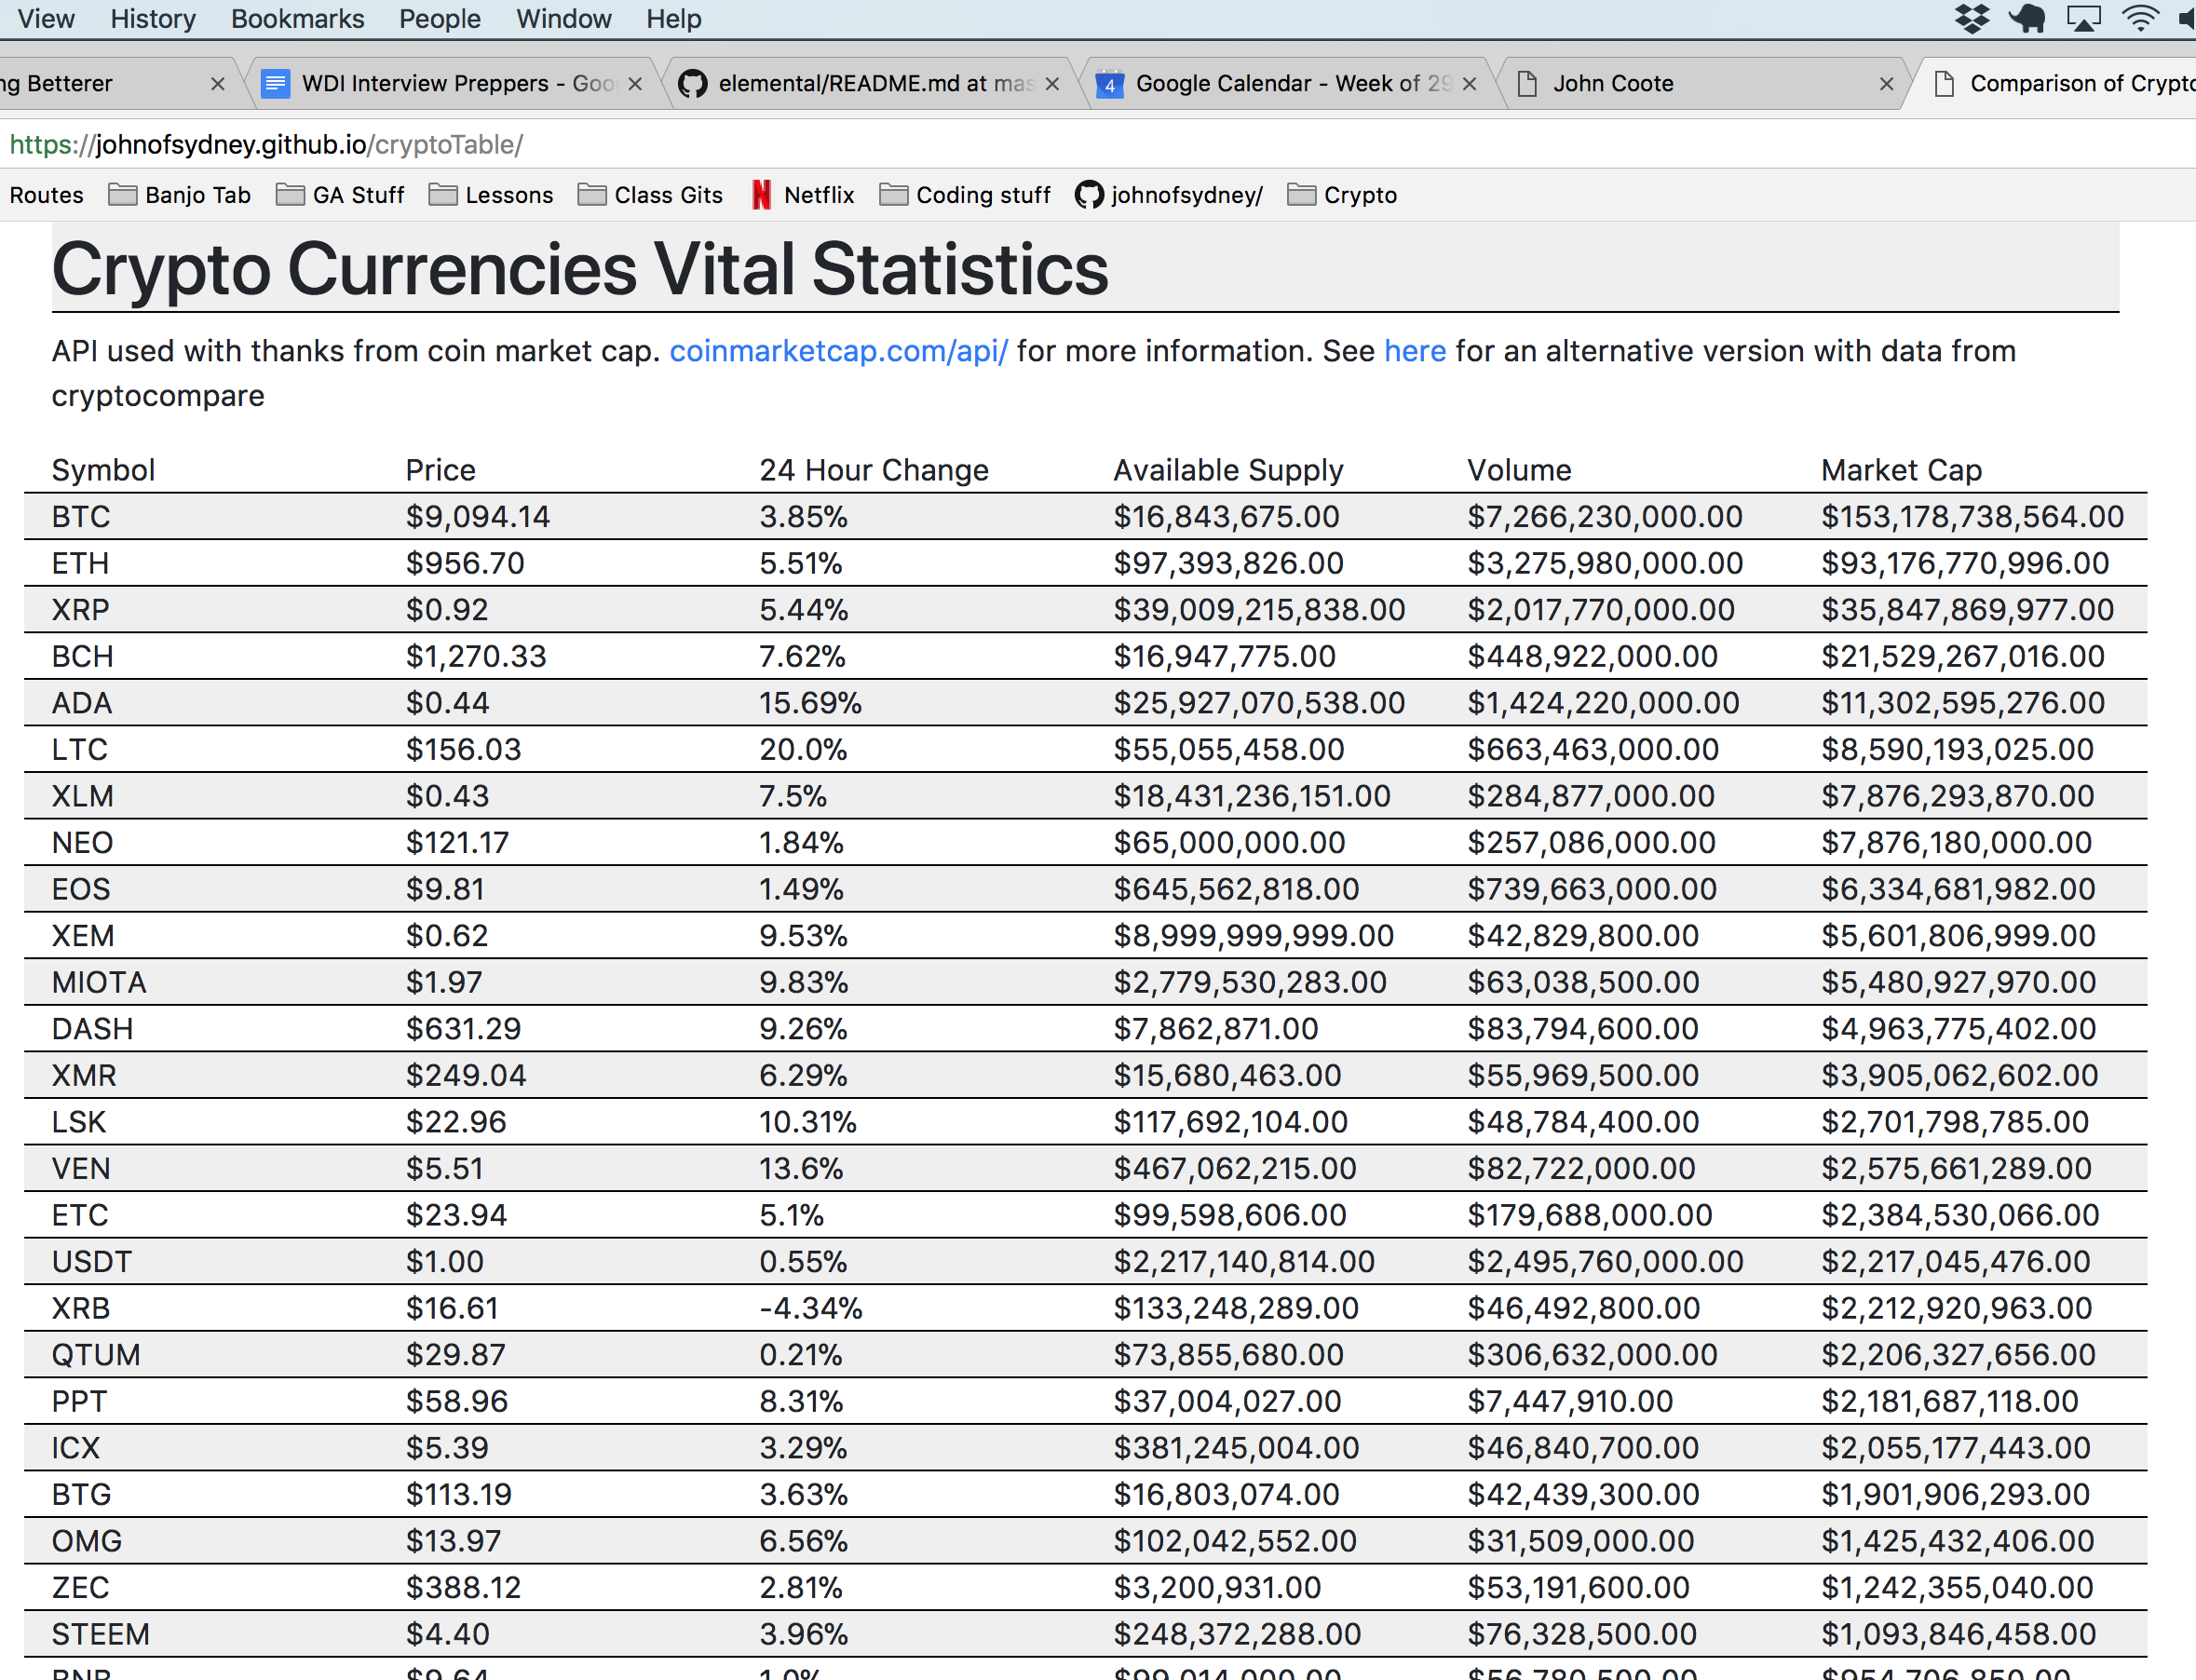 View History Bookmarks People Window Help
ng Betterer WDI Interview Preppers - Goo elemental/README.md at mas Google Calendar - Week of 29 John Coote Comparison of Crypto
4
https://johnofsydney.github.io/cryptoTable/
Routes Banjo Tab GA Stuff Lessons Class Gits N Netflix Coding stuff johnofsydney/ Crypto
Crypto Currencies Vital Statistics
API used with thanks from coin market cap. coinmarketcap.com/api/ for more information. See here for an alternative version with data from
cryptocompare
Symbol Price 24 Hour Change Available Supply Volume Market Cap
BTC $9,094.14 3.85% $16,843,675.00 $7,266,230,000.00 $153,178,738,564.00
ETH $956.70 5.51% $97,393,826.00 $3,275,980,000.00 $93,176,770,996.00
XRP $0.92 5.44% $39,009,215,838.00 $2,017,770,000.00 $35,847,869,977.00
BCH $1,270.33 7.62% $16,947,775.00 $448,922,000.00 $21,529,267,016.00
ADA $0.44 15.69% $25,927,070,538.00 $1,424,220,000.00 $11,302,595,276.00
LTC $156.03 20.0% $55,055,458.00 $663,463,000.00 $8,590,193,025.00
XLM $0.43 7.5% $18,431,236,151.00 $284,877,000.00 $7,876,293,870.00
NEO $121.17 1.84% $65,000,000.00 $257,086,000.00 $7,876,180,000.00
EOS $9.81 1.49% $645,562,818.00 $739,663,000.00 $6,334,681,982.00
XEM $0.62 9.53% $8,999,999,999.00 $42,829,800.00 $5,601,806,999.00
MIOTA $1.97 9.83% $2,779,530,283.00 $63,038,500.00 $5,480,927,970.00
DASH $631.29 9.26% $7,862,871.00 $83,794,600.00 $4,963,775,402.00
XMR $249.04 6.29% $15,680,463.00 $55,969,500.00 $3,905,062,602.00
LSK $22.96 10.31% $117,692,104.00 $48,784,400.00 $2,701,798,785.00
VEN $5.51 13.6% $467,062,215.00 $82,722,000.00 $2,575,661,289.00
ETC $23.94 5.1% $99,598,606.00 $179,688,000.00 $2,384,530,066.00
USDT $1.00 0.55% $2,217,140,814.00 $2,495,760,000.00 $2,217,045,476.00
XRB $16.61 -4.34% $133,248,289.00 $46,492,800.00 $2,212,920,963.00
QTUM $29.87 0.21% $73,855,680.00 $306,632,000.00 $2,206,327,656.00
PPT $58.96 8.31% $37,004,027.00 $7,447,910.00 $2,181,687,118.00
ICX $5.39 3.29% $381,245,004.00 $46,840,700.00 $2,055,177,443.00
BTG $113.19 3.63% $16,803,074.00 $42,439,300.00 $1,901,906,293.00
OMG $13.97 6.56% $102,042,552.00 $31,509,000.00 $1,425,432,406.00
ZEC $388.12 2.81% $3,200,931.00 $53,191,600.00 $1,242,355,040.00
STEEM $4.40 3.96% $248,372,288.00 $76,328,500.00 $1,093,846,458.00